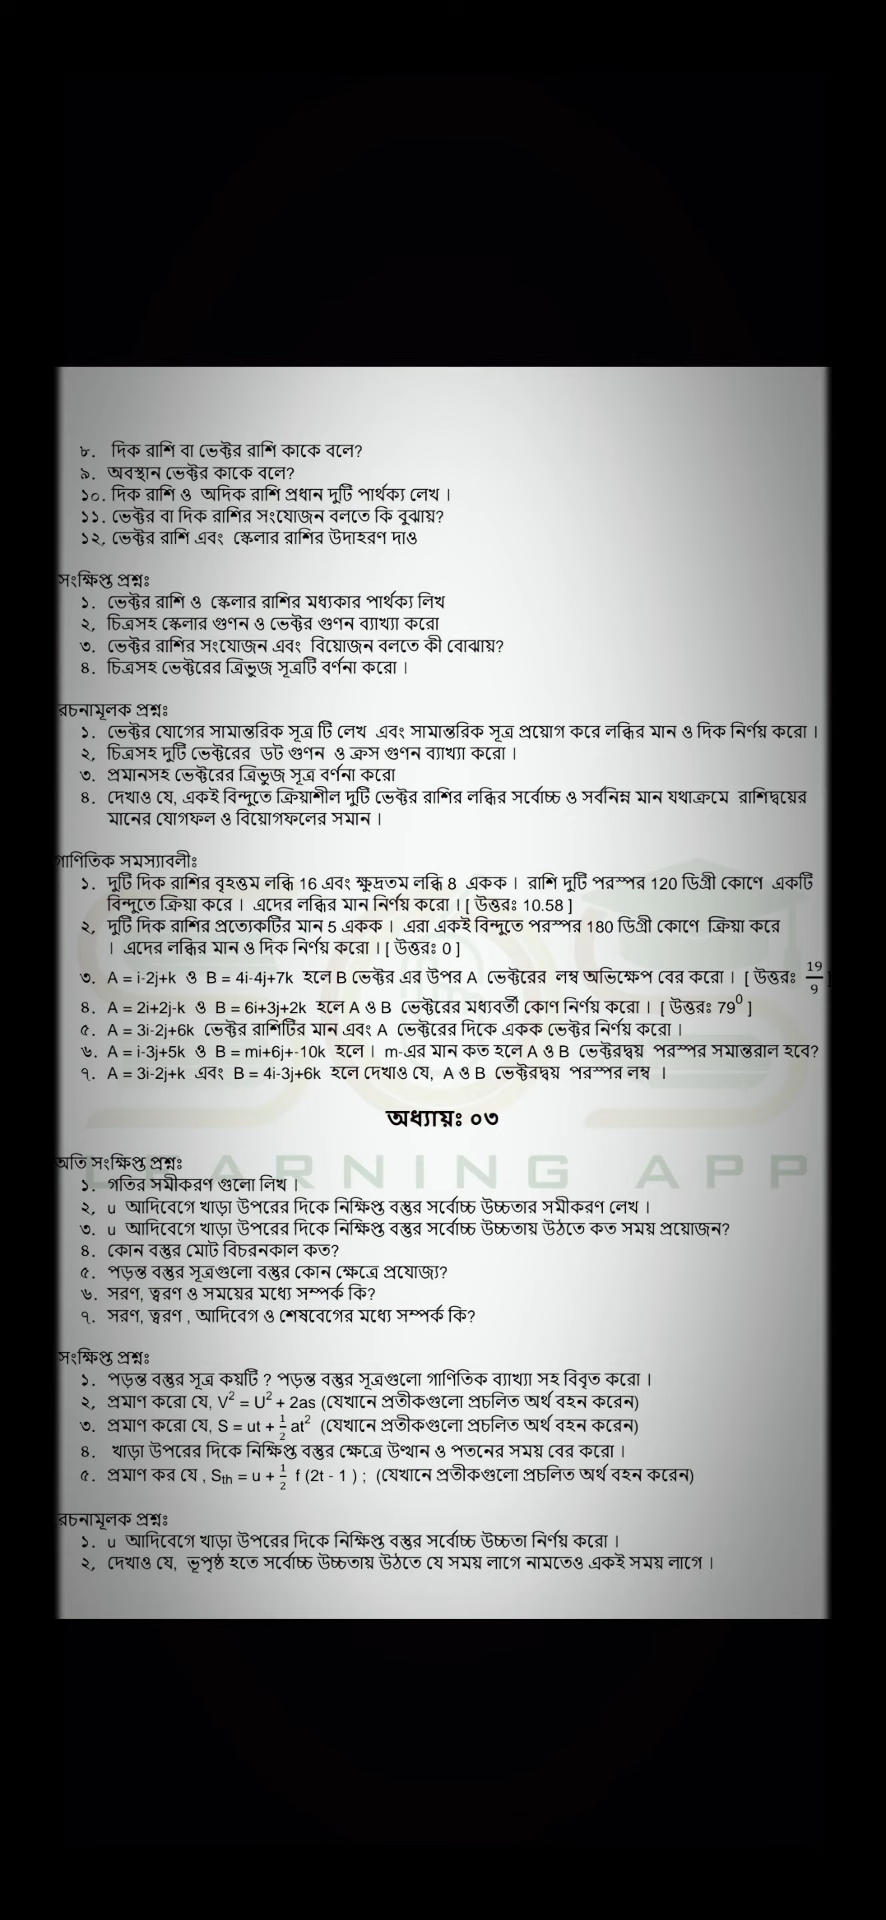 ৮. দিক রাশি বা ভেক্টর রাশি কাকে বলে?
৯. অবস্থান ভেক্টর কাকে বলে?
১০. দিক রাশি ও অদিক রাশি প্রধান দুটি পার্থক্য লেখ।
১১. ভেক্টর বা দিক রাশির সংযোজন বলতে কি বুঝায়?
১২, ভেক্টর রাশি এবং স্কেলার রাশির উদাহরণ দাও
সংক্ষিপ্ত প্রশ্নঃ
১. ভেক্টর রাশি ও স্কেলার রাশির মধ্যকার পার্থক্য লিখ
২, চিত্রসহ স্কেলার গুণন ও ভেক্টর গুণন ব্যাখ্যা করো
৩. ভেক্টর রাশির সংযোজন এবং বিয়োজন বলতে কী বোঝায়?
৪. চিত্রসহ ভেক্টরের ত্রিভুজ সূত্রটি বর্ণনা করো।
রচনামূলক প্রশ্নঃ
১. ভেক্টর যোগের সামান্তরিক সূত্র টি লেখ এবং সামান্তরিক সূত্র প্রয়োগ করে লব্ধির মান ও দিক নির্ণয় করো।
২, চিত্রসহ দুটি ভেক্টরের ডট গুণন ও ক্রস গুণন ব্যাখ্যা করো।
৩. প্রমানসহ ভেক্টরের ত্রিভুজ সূত্র বর্ণনা করো
৪. দেখাও যে, একই বিন্দুতে ক্রিয়াশীল দুটি ভেক্টর রাশির লব্ধির সর্বোচ্চ ও সর্বনিম্ন মান যথাক্রমে রাশিদ্বয়ের
মানের যোগফল ও বিয়োগফলের সমান।
গাণিতিক সমস্যাবলীঃ
১. দুটি দিক রাশির বৃহত্তম লব্ধি 16 এবং ক্ষুদ্রতম লব্ধি 8 একক। রাশি দুটি পরস্পর 120 ডিগ্রী কোণে একটি
বিন্দুতে ক্রিয়া করে। এদের লব্ধির মান নির্ণয় করো। [ উত্তরঃ 10.58 ]
২, দুটি দিক রাশির প্রত্যেকটির মান 5 একক। এরা একই বিন্দুতে পরস্পর 180 ডিগ্রী কোণে ক্রিয়া করে
। এদের লব্ধির মান ও দিক নির্ণয় করো। [ উত্তরঃ 0 ]
৩. A = i-2j+k ও B = 4i-4j+7k হলে B ভেক্টর এর উপর A ভেক্টরের লম্ব অভিক্ষেপ বের করো। [ উত্তরঃ 19/9 ]
৪. A = 2i+2j-k ও B = 6i+3j+2k হলে A ও B ভেক্টরের মধ্যবর্তী কোণ নির্ণয় করো। [ উত্তরঃ 79⁰ ]
৫. A = 3i-2j+6k ভেক্টর রাশিটির মান এবং A ভেক্টরের দিকে একক ভেক্টর নির্ণয় করো।
৬. A = i-3j+5k ও B = mi+6j+-10k হলে। m-এর মান কত হলে A ও B ভেক্টরদ্বয় পরস্পর সমান্তরাল হবে?
৭. A = 3i-2j+k এবং B = 4i-3j+6k হলে দেখাও যে, A ও B ভেক্টরদ্বয় পরস্পর লম্ব ।
অধ্যায়ঃ ০৩
LEARNING APP
অতি সংক্ষিপ্ত প্রশ্নঃ
১. গতির সমীকরণ গুলো লিখ।
২, u আদিবেগে খাড়া উপরের দিকে নিক্ষিপ্ত বস্তুর সর্বোচ্চ উচ্চতার সমীকরণ লেখ।
৩. u আদিবেগে খাড়া উপরের দিকে নিক্ষিপ্ত বস্তুর সর্বোচ্চ উচ্চতায় উঠতে কত সময় প্রয়োজন?
৪. কোন বস্তুর মোট বিচরনকাল কত?
৫. পড়ন্ত বস্তুর সূত্রগুলো বস্তুর কোন ক্ষেত্রে প্রযোজ্য?
৬. সরণ, ত্বরণ ও সময়ের মধ্যে সম্পর্ক কি?
৭. সরণ, ত্বরণ , আদিবেগ ও শেষবেগের মধ্যে সম্পর্ক কি?
সংক্ষিপ্ত প্রশ্নঃ
১. পড়ন্ত বস্তুর সূত্র কয়টি ? পড়ন্ত বস্তুর সূত্রগুলো গাণিতিক ব্যাখ্যা সহ বিবৃত করো।
২, প্রমাণ করো যে, V² = U² + 2as (যেখানে প্রতীকগুলো প্রচলিত অর্থ বহন করেন)
৩. প্রমাণ করো যে, S = ut + 1/2 at² (যেখানে প্রতীকগুলো প্রচলিত অর্থ বহন করেন)
৪. খাড়া উপরের দিকে নিক্ষিপ্ত বস্তুর ক্ষেত্রে উত্থান ও পতনের সময় বের করো।
৫. প্রমাণ কর যে , Sth = u + 1/2 f (2t - 1 ) ; (যেখানে প্রতীকগুলো প্রচলিত অর্থ বহন করেন)
রচনামূলক প্রশ্নঃ
১. u আদিবেগে খাড়া উপরের দিকে নিক্ষিপ্ত বস্তুর সর্বোচ্চ উচ্চতা নির্ণয় করো।
২, দেখাও যে, ভূপৃষ্ঠ হতে সর্বোচ্চ উচ্চতায় উঠতে যে সময় লাগে নামতেও একই সময় লাগে।